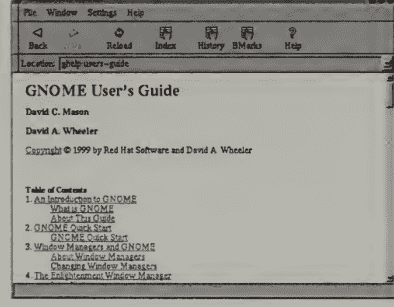 File Window Settings Help
Back Reload Index History BMarks Help
Location: ghelp:users-guide
GNOME User's Guide
David C. Mason
David A. Wheeler
Copyright © 1999 by Red Hat Software and David A. Wheeler
Table of Contents
1. An Introduction to GNOME
What is GNOME
About This Guide
2. GNOME Quick Start
GNOME Quick Start
3. Window Managers and GNOME
About Window Managers
Changing Window Managers
4. The Enlightenment Window Manager